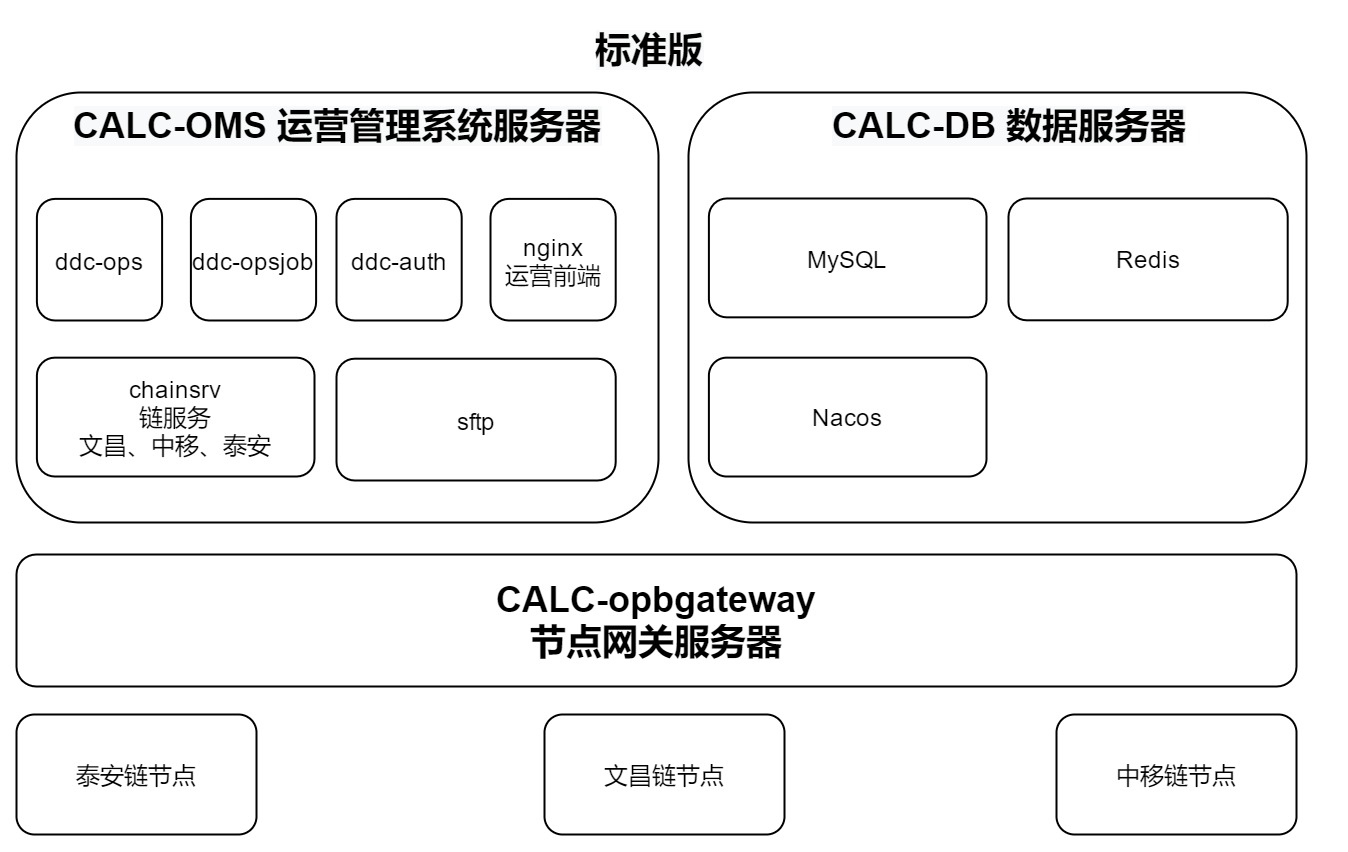 标准版
CALC-OMS 运营管理系统服务器
ddc-ops
ddc-opsjob
ddc-auth
nginx
运营前端
chainsrv
链服务
文昌、中移、泰安
sftp
CALC-DB 数据服务器
MySQL
Redis
Nacos
CALC-opbgateway
节点网关服务器
泰安链节点
文昌链节点
中移链节点